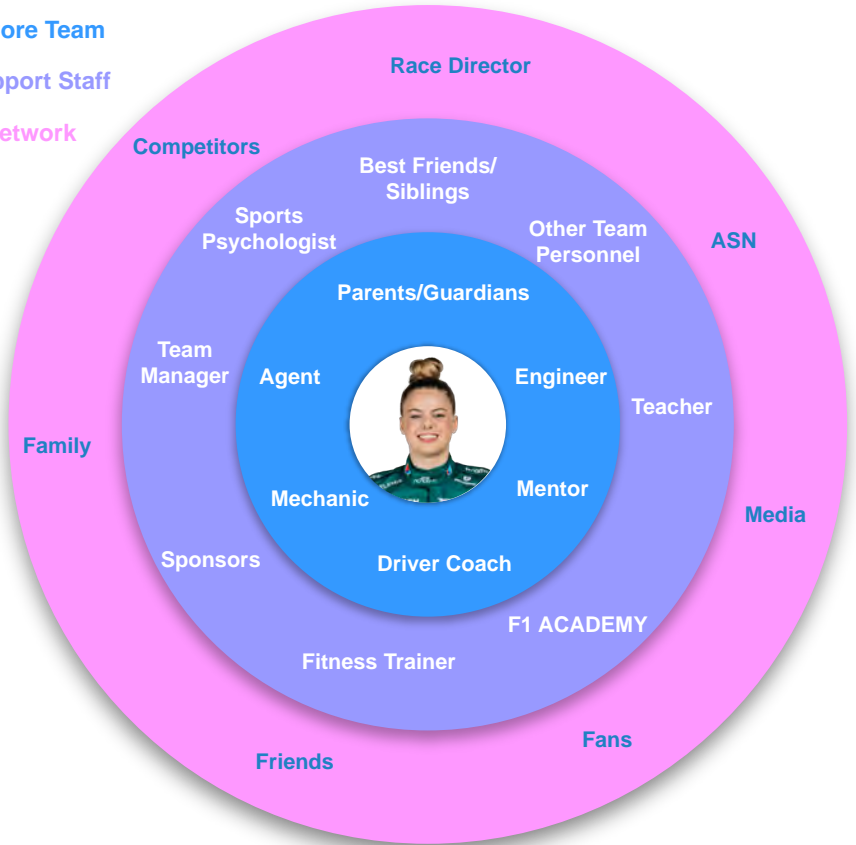 ore Team
Race Director
pport Staff
etwork
Competitors
Best Friends/
Siblings
Sports
Psychologist
Other Team
Personnel
ASN
Parents/Guardians
Team
Manager
Agent
Engineer
Teacher
Family
Mechanic
Mentor
Media
Sponsors
Driver Coach
F1 ACADEMY
Fitness Trainer
Fans
Friends